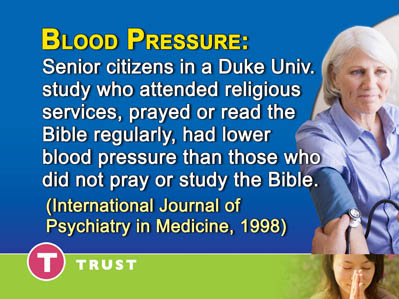 BLOOD PRESSURE:
Senior citizens in a Duke Univ.
study who attended religious
services, prayed or read the
Bible regularly, had lower
blood pressure than those who
did not pray or study the Bible.
(International Journal of
Psychiatry in Medicine, 1998)
T TRUST